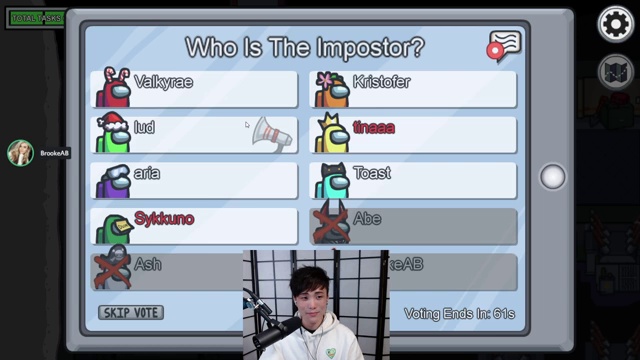 TOTAL TASKS
Who Is The Impostor?
Valkyrae
Kristofer
lud
tinaaa
BrookeAB
aria
Toast
Sykkuno
Abe
Ash
keAB
SKIP VOTE
Voting Ends In: 61s